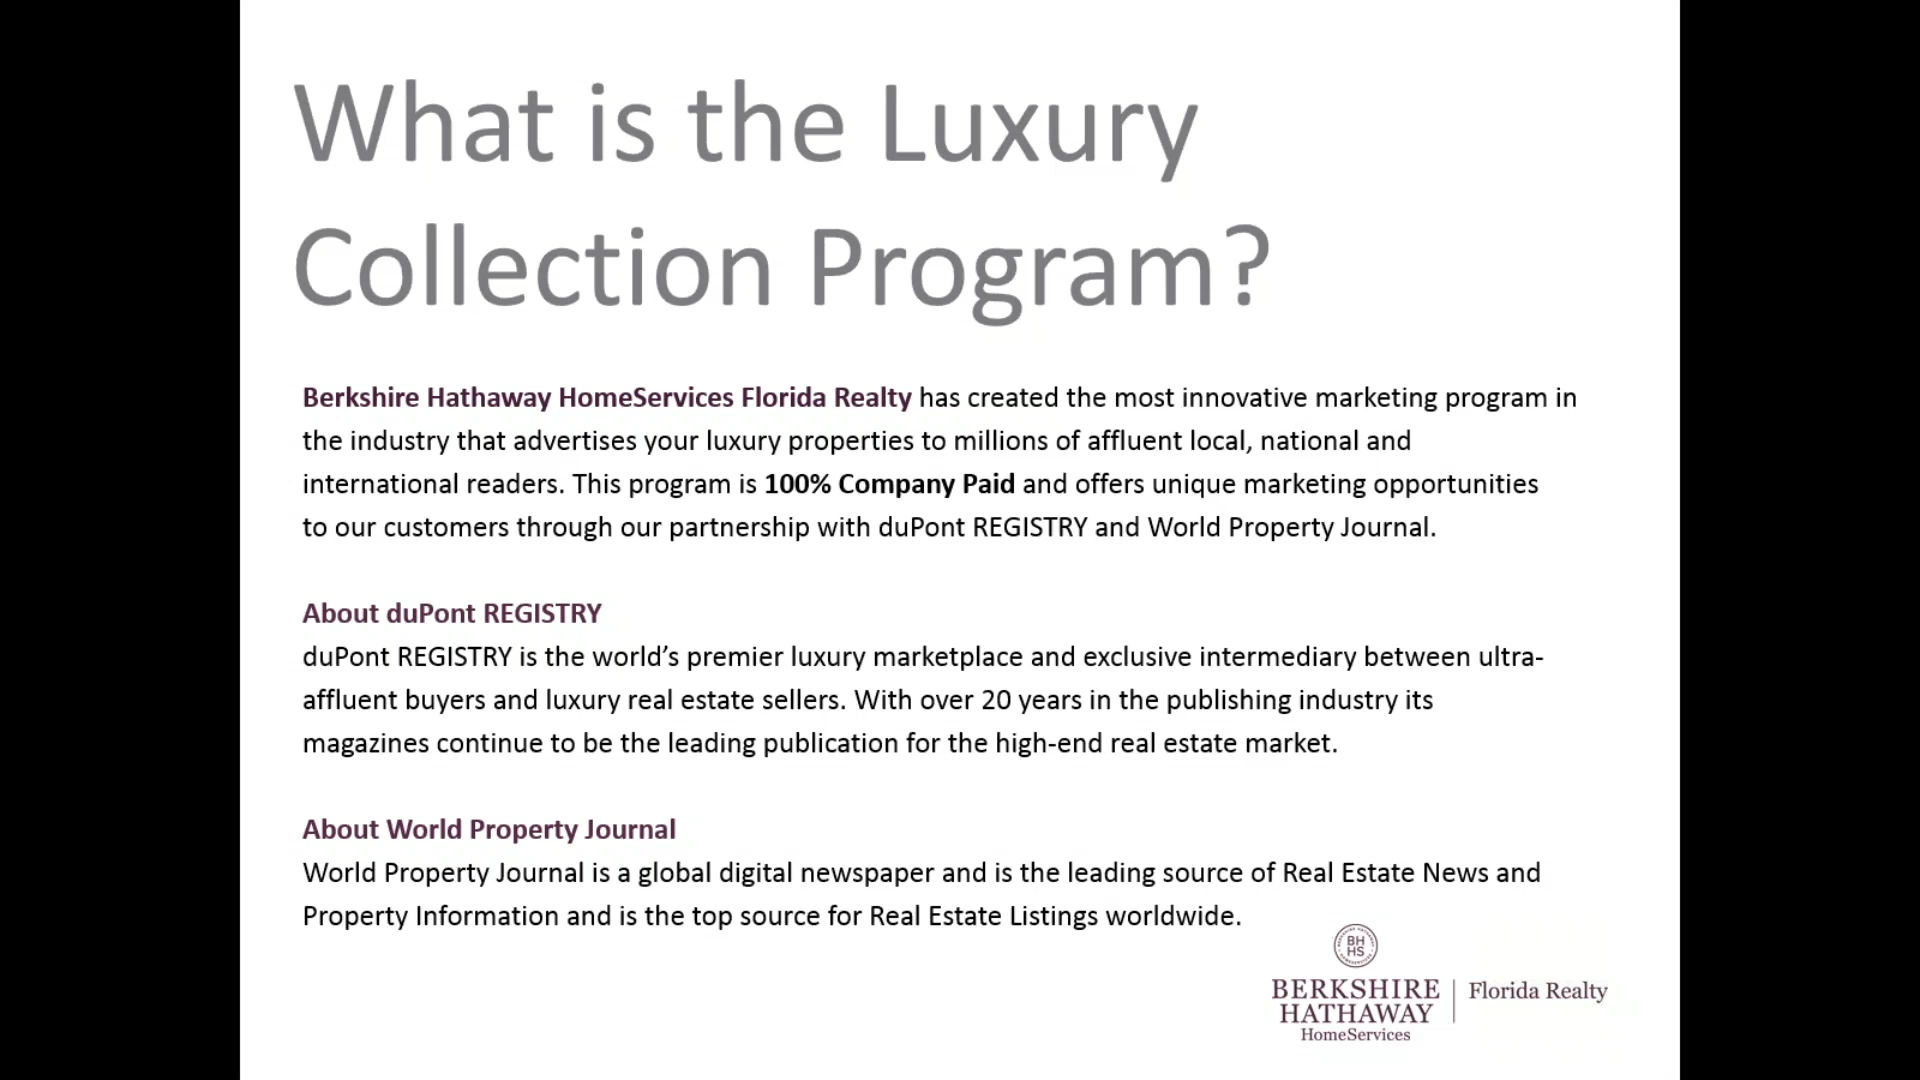 What is the Luxury
Collection Program?
Berkshire Hathaway HomeServices Florida Realty has created the most innovative marketing program in
the industry that advertises your luxury properties to millions of affluent local, national and
international readers. This program is 100% Company Paid and offers unique marketing opportunities
to our customers through our partnership with duPont REGISTRY and World Property Journal.
About duPont REGISTRY
duPont REGISTRY is the world’s premier luxury marketplace and exclusive intermediary between ultra-
affluent buyers and luxury real estate sellers. With over 20 years in the publishing industry its
magazines continue to be the leading publication for the high-end real estate market.
About World Property Journal
World Property Journal is a global digital newspaper and is the leading source of Real Estate News and
Property Information and is the top source for Real Estate Listings worldwide.
BH
HS
BERKSHIRE
HATHAWAY
HomeServices
Florida Realty